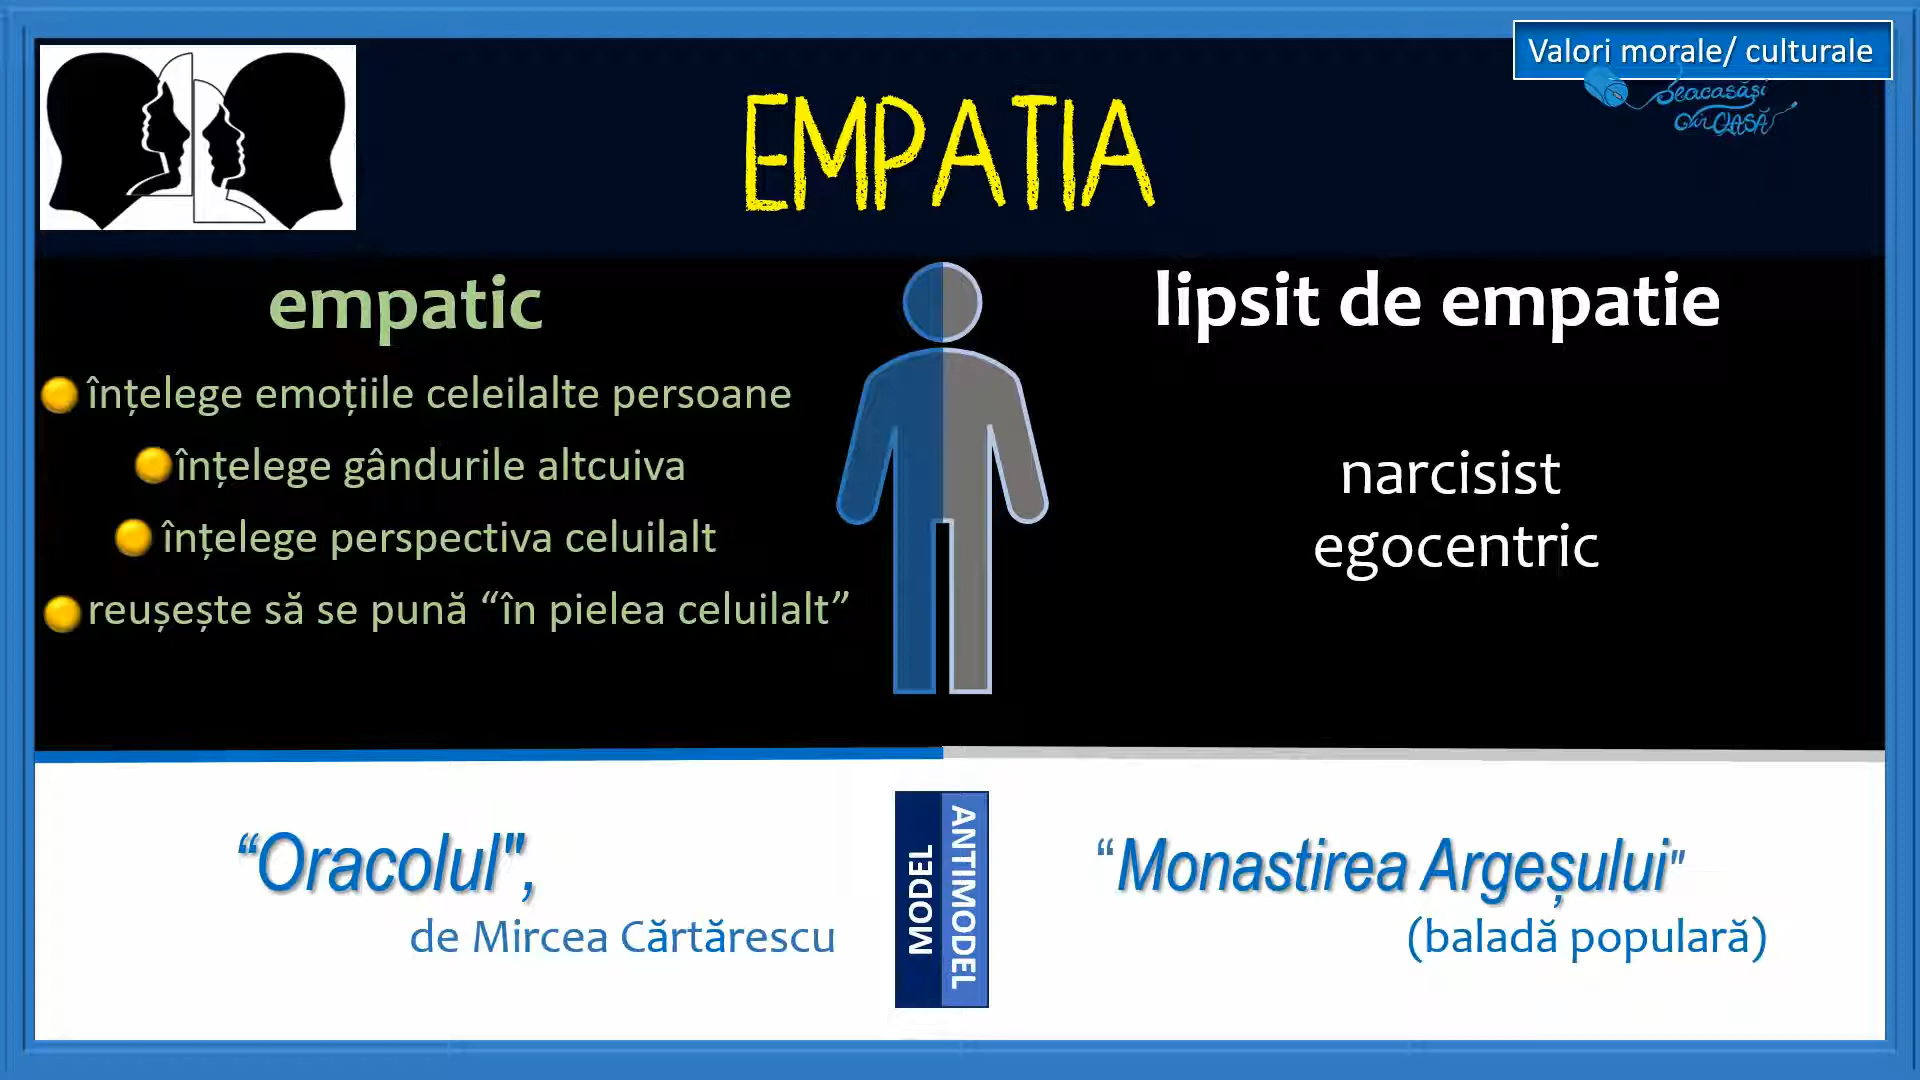 Valori morale/ culturale
EMPATIA
empatic
înțelege emoțiile celeilalte persoane
înțelege gândurile altcuiva
înțelege perspectiva celuilalt
reușește să se pună “în pielea celuilalt”
lipsit de empatie
narcisist
egocentric
“Oracolul",
de Mircea Cărtărescu
MODEL
ANTIMODEL
“Monastirea Argeșului"
(baladă populară)